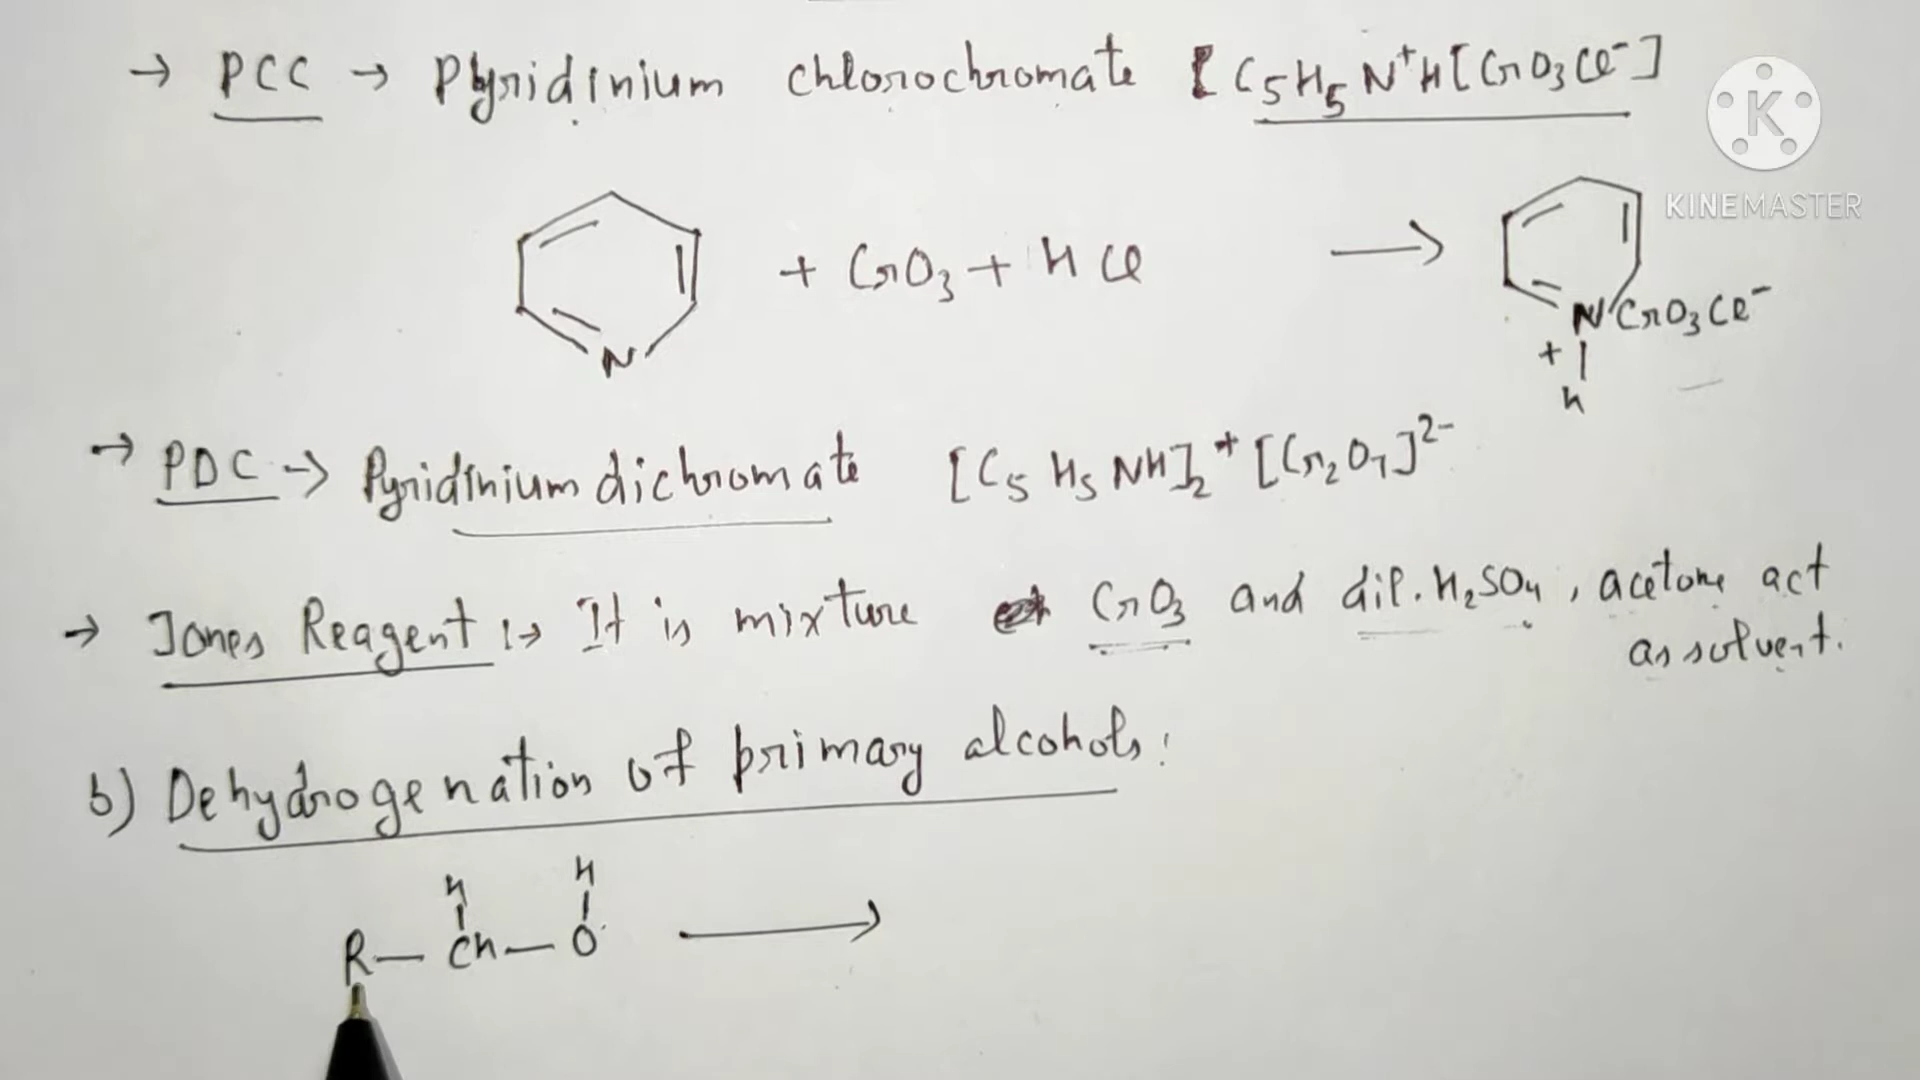 → PCC → Pyridinium chlorochromate [C5H5N+H[CrO3Cl-]
K
KINEMASTER
+ CrO3 + HCl →
N
N CrO3Cl-
+
H
→ PDC → Pyridinium dichromate [C5H5NH]2+ [Cr2O7]2-
→ Jones Reagent :→ It is mixture of CrO3 and dil. H2SO4, acetone act
as solvent.
b) Dehydrogenation of primary alcohols:
H H
R — CH — O →